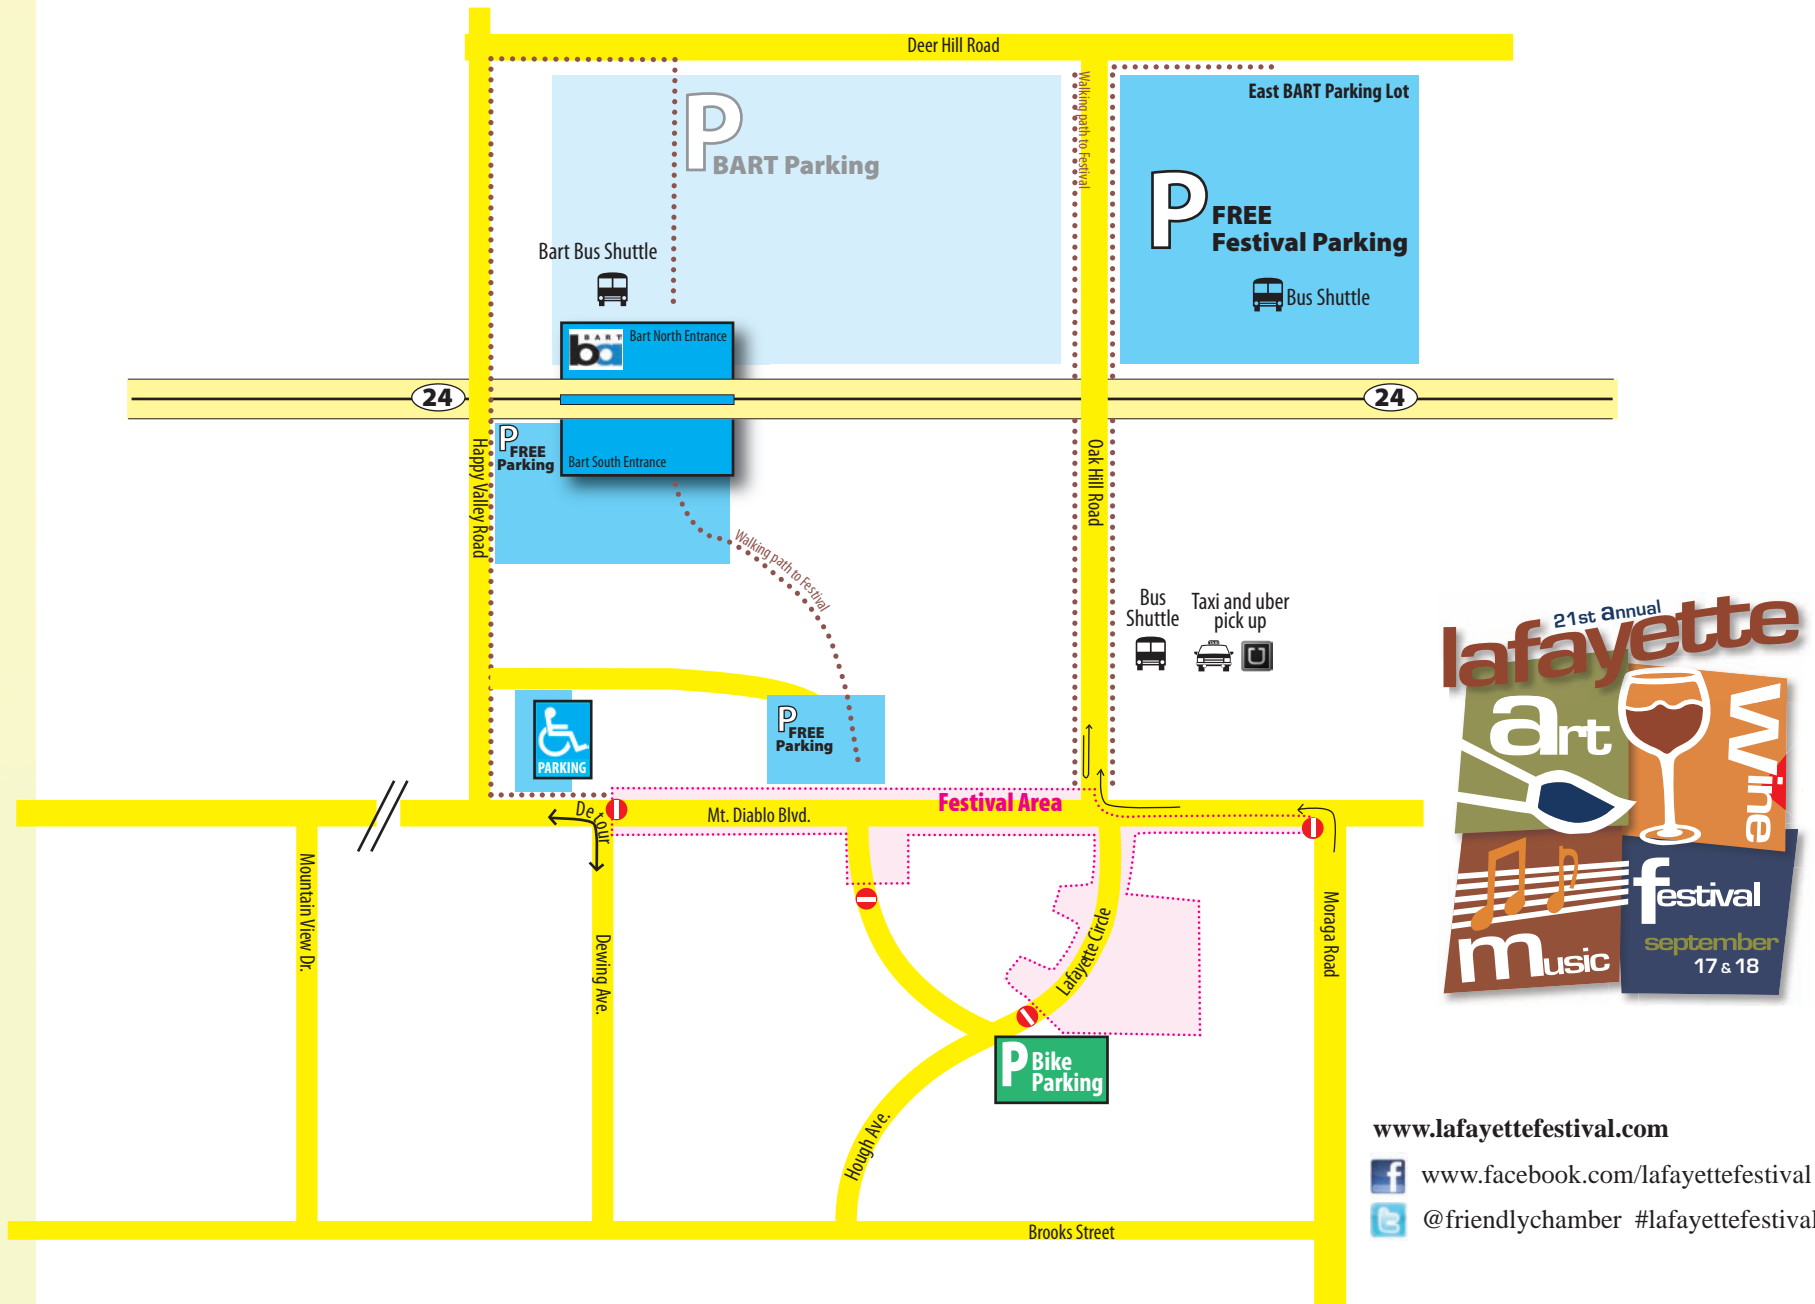 Deer Hill Road
East BART Parking Lot
P
BART Parking
Walking path to Festival
P
FREE
Festival Parking
Bart Bus Shuttle
Bus Shuttle
BART
ba
Bart North Entrance
24
24
P
FREE
Parking
Bart South Entrance
Happy Valley Road
Oak Hill Road
Walking path to Festival
Bus
Shuttle
Taxi and uber
pick up
TAXI
U
PARKING
P
FREE
Parking
Detour
Mt. Diablo Blvd.
Festival Area
Mountain View Dr.
Dewing Ave.
Lafayette Circle
Moraga Road
P
Bike
Parking
Hough Ave.
Brooks Street
21st annual
lafayette
art
wine
music
festival
september
17 & 18
www.lafayettefestival.com
f
www.facebook.com/lafayettefestival
t
@friendlychamber #lafayettefestival